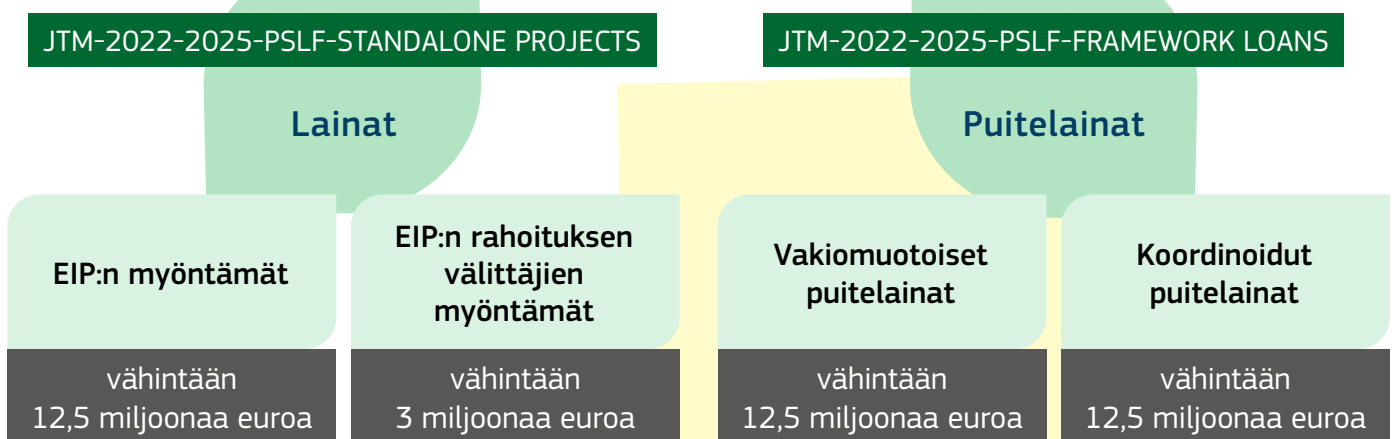 JTM-2022-2025-PSLF-STANDALONE PROJECTS
JTM-2022-2025-PSLF-FRAMEWORK LOANS
Lainat
Puitelainat
EIP:n myöntämät
EIP:n rahoituksen
välittäjien
myöntämät
Vakiomuotoiset
puitelainat
Koordinoidut
puitelainat
vähintään
12,5 miljoonaa euroa
vähintään
3 miljoonaa euroa
vähintään
12,5 miljoonaa euroa
vähintään
12,5 miljoonaa euroa